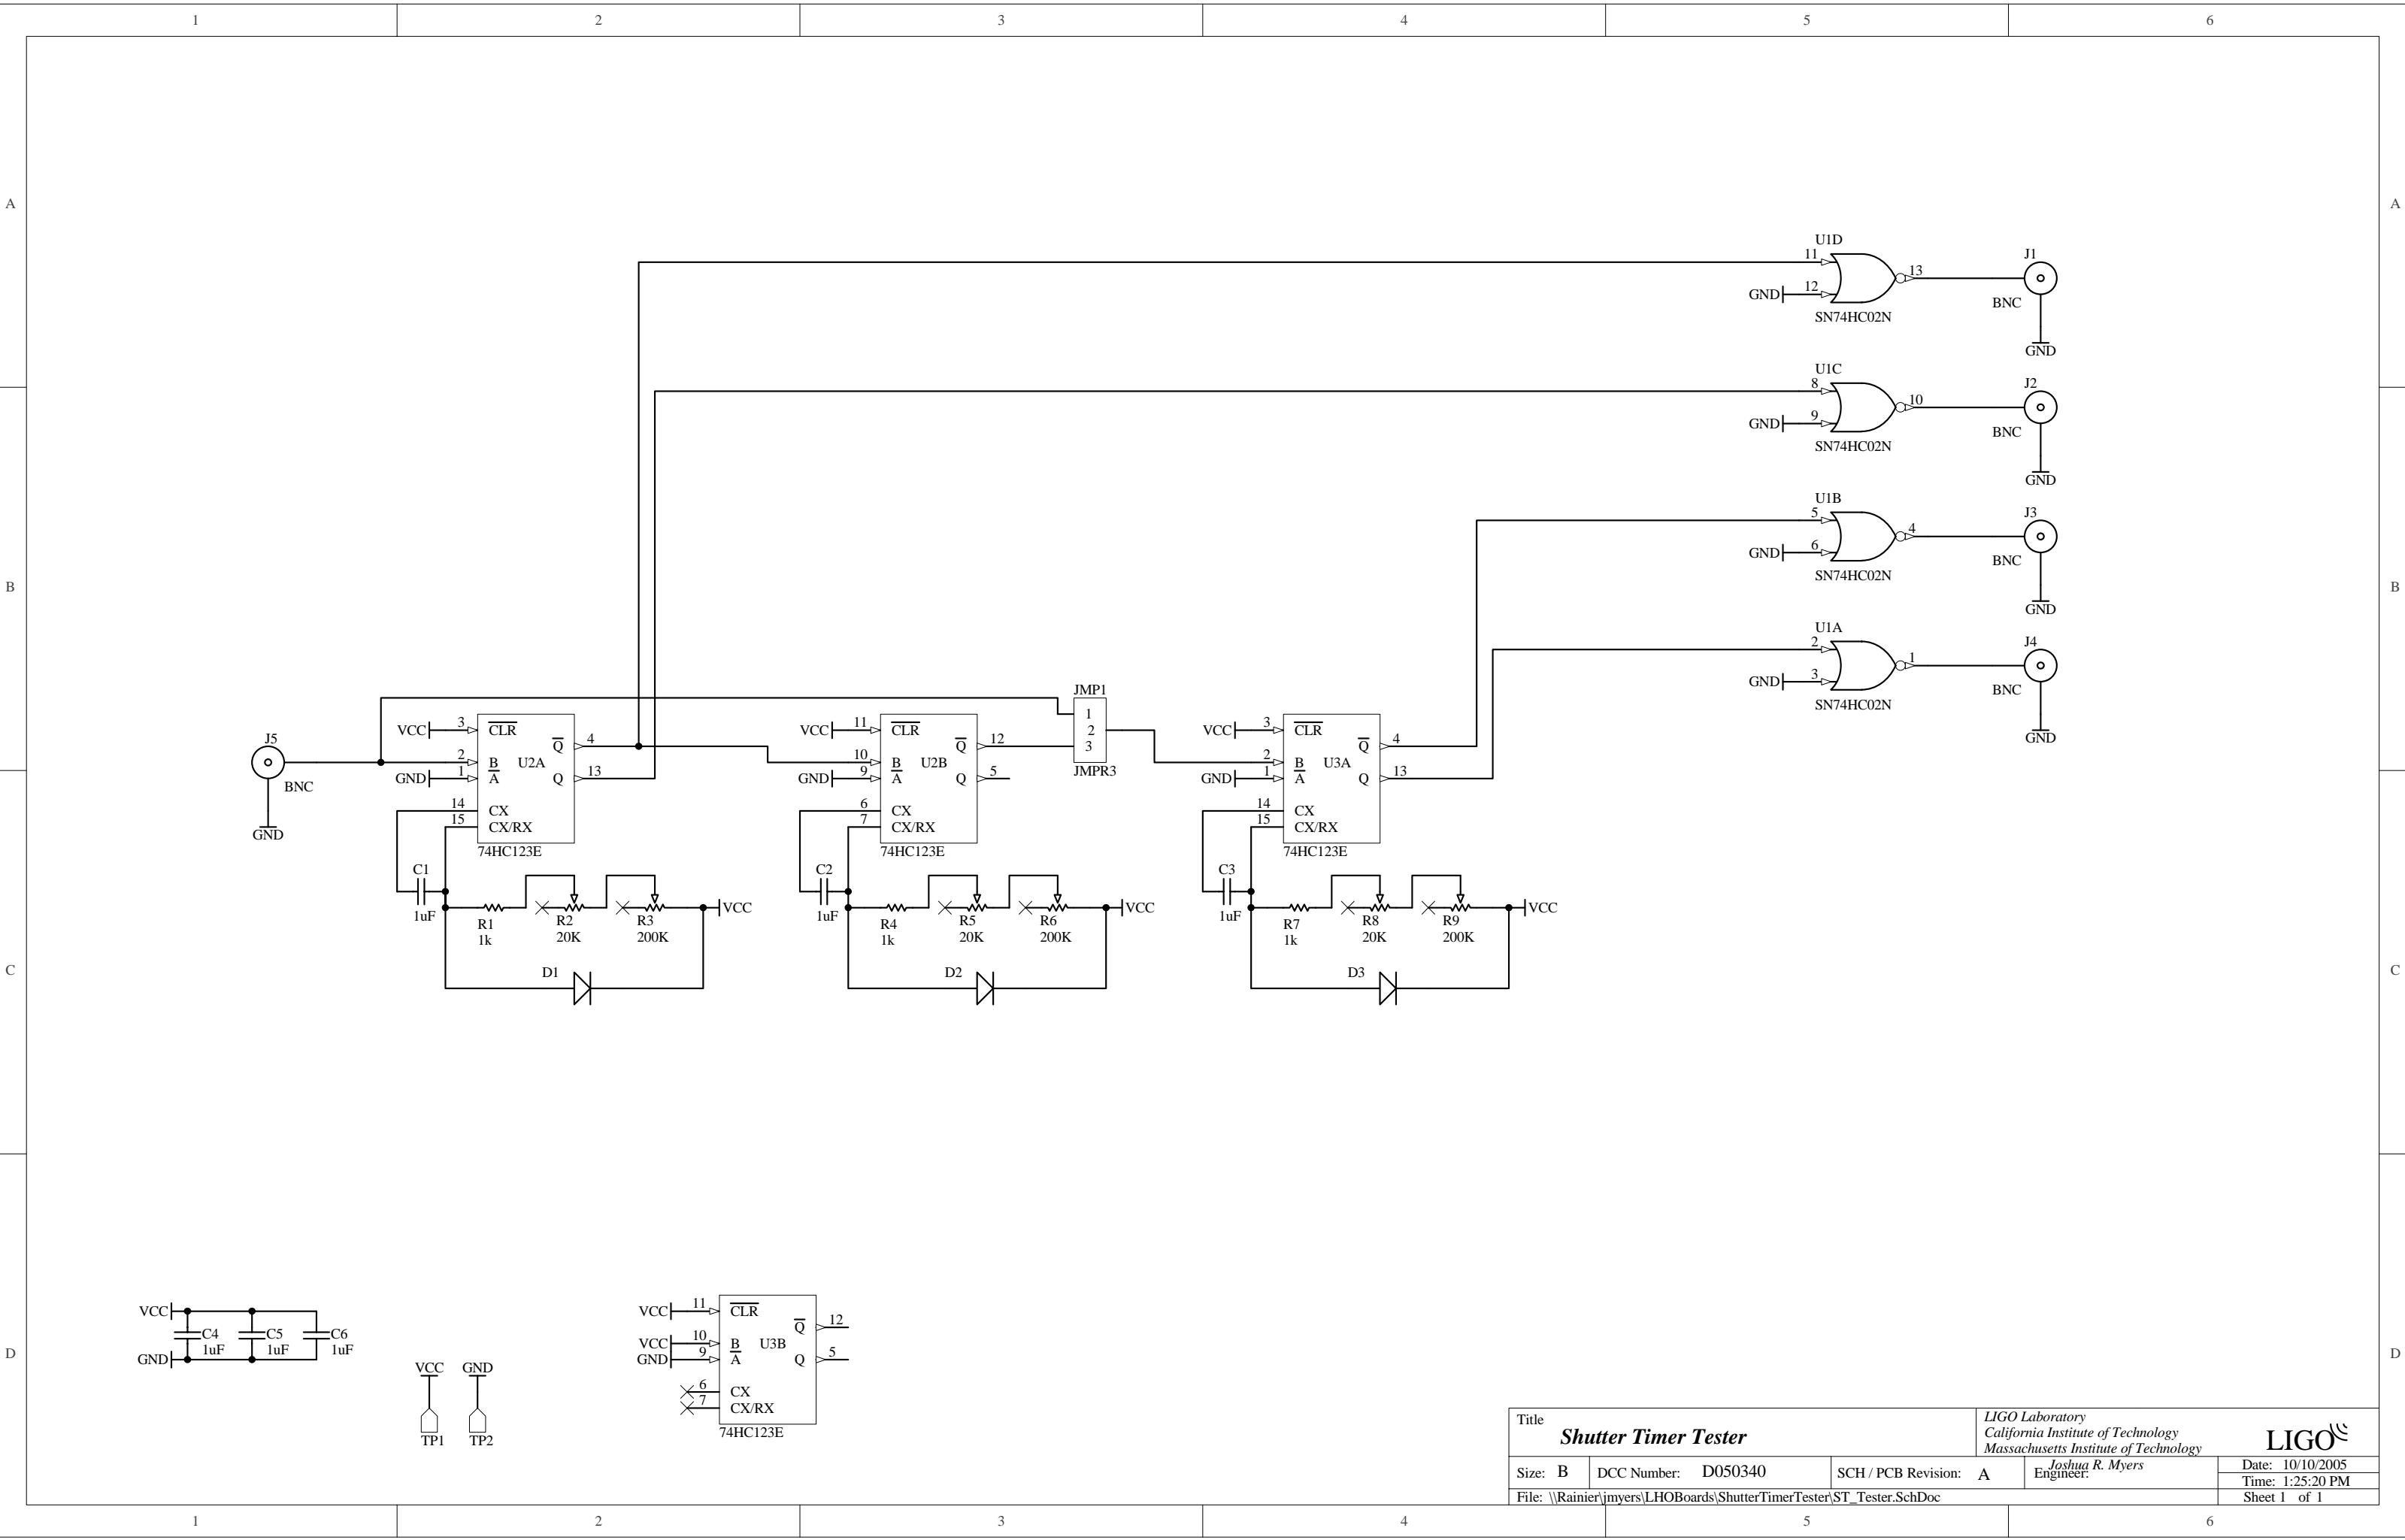 1 2 3 4 5 6
A A
U1D
11
12
GND
13
SN74HC02N
J1
BNC
GND
U1C
8
9
GND
10
SN74HC02N
J2
BNC
GND
B B
U1B
5
6
GND
4
SN74HC02N
J3
BNC
GND
U1A
2
3
GND
1
SN74HC02N
J4
BNC
GND
J5
BNC
GND
VCC 3 CLR
Q 4
2 B U2A
GND 1 A
Q 13
14 CX
15 CX/RX
74HC123E
C1
1uF
R1
1k
R2
20K
R3
200K
VCC
D1
VCC 11 CLR
Q 12
10 B U2B
GND 9 A
Q 5
6 CX
7 CX/RX
74HC123E
C2
1uF
R4
1k
R5
20K
R6
200K
VCC
D2
JMP1
1
2
3
JMPR3
VCC 3 CLR
Q 4
2 B U3A
GND 1 A
Q 13
14 CX
15 CX/RX
74HC123E
C3
1uF
R7
1k
R8
20K
R9
200K
VCC
D3
C C
VCC
C4 C5 C6
1uF 1uF 1uF
GND
VCC GND
TP1 TP2
VCC 11 CLR
Q 12
VCC 10 B U3B
GND 9 A
Q 5
6 CX
7 CX/RX
74HC123E
D D
Title
Shutter Timer Tester
LIGO Laboratory
California Institute of Technology
Massachusetts Institute of Technology
LIGO
Size: B DCC Number: D050340 SCH / PCB Revision: A Engineer: Joshua R. Myers
Date: 10/10/2005
Time: 1:25:20 PM
File: \\Rainier\jmyers\LHOBoards\ShutterTimerTester\ST_Tester.SchDoc
Sheet 1 of 1
1 2 3 4 5 6